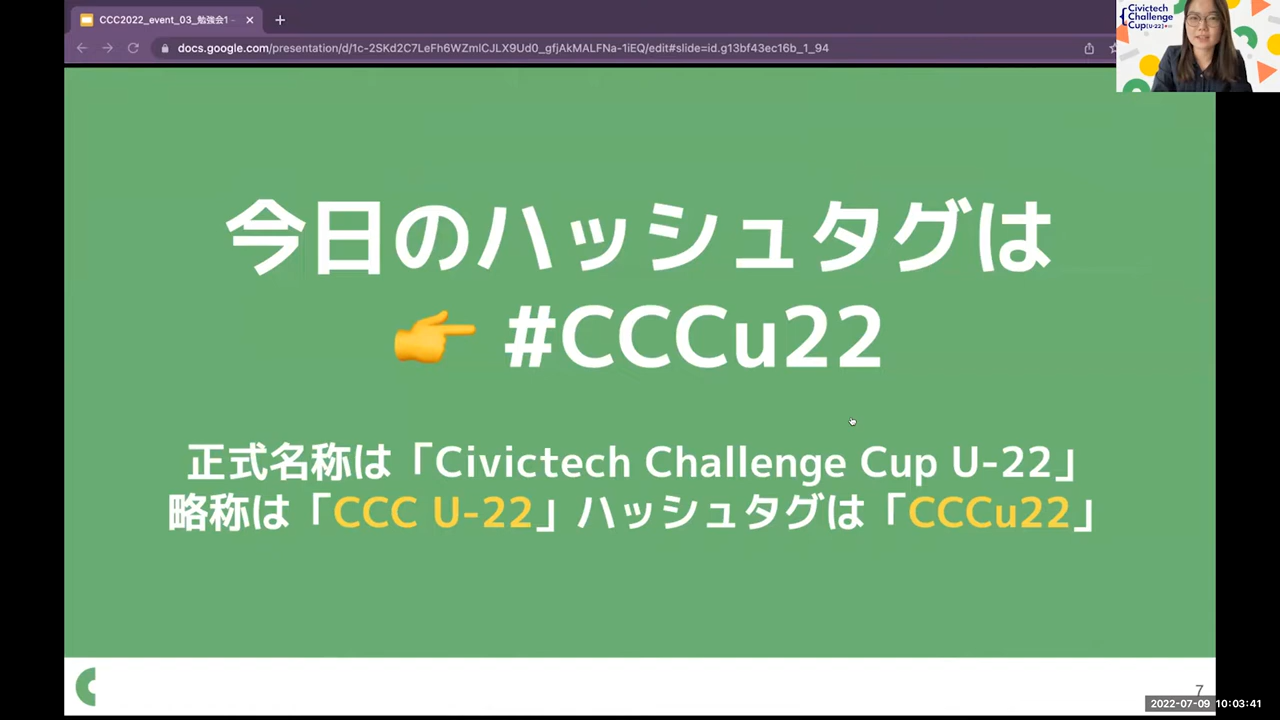 CCC2022_event_03_勉強会1 -
docs.google.com/presentation/d/1c-2SKd2C7LeFh6WZmICJLX9Ud0_gfjAkMALFNa-1iEQ/edit#slide=id.g13bf43ec16b_1_94
Civictech
Challenge
Cup U-22
今日のハッシュタグは
👉 #CCCu22
正式名称は「Civictech Challenge Cup U-22」
略称は「CCC U-22」ハッシュタグは「CCCu22」
7
2022-07-09 10:03:41